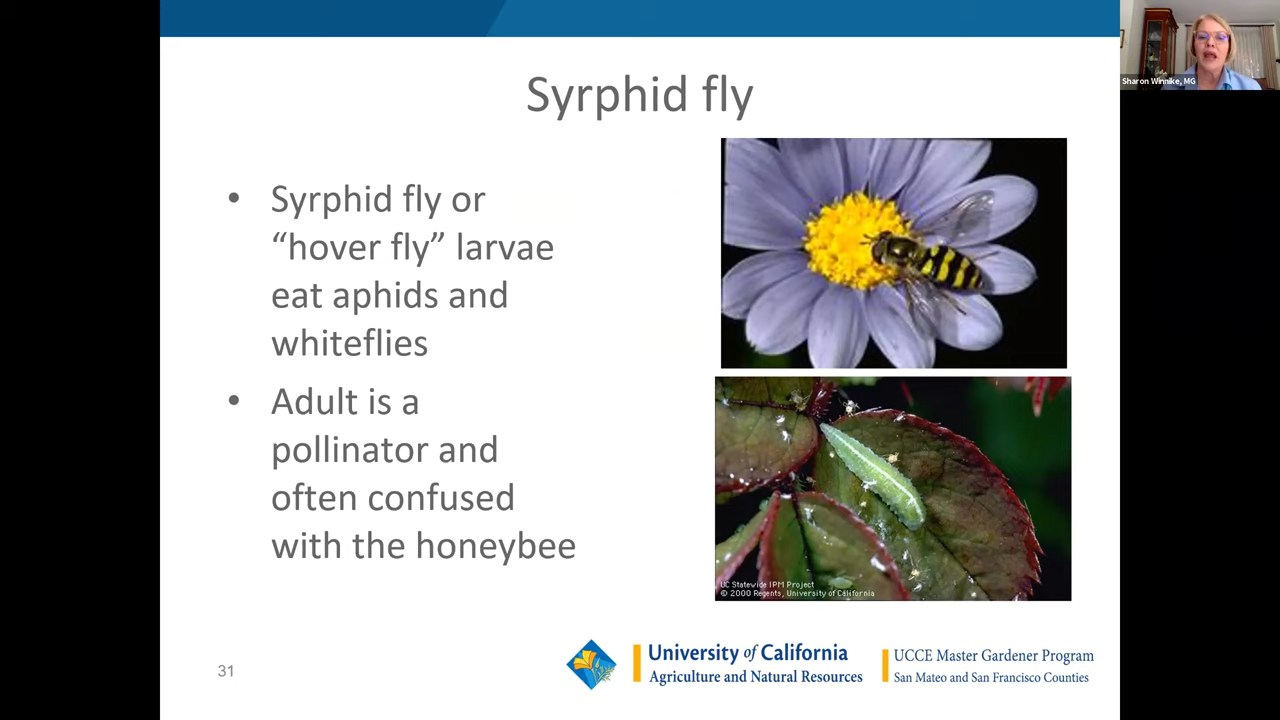 Sharon Winnike, MG
Syrphid fly
• Syrphid fly or
“hover fly” larvae
eat aphids and
whiteflies
• Adult is a
pollinator and
often confused
with the honeybee
UC Statewide IPM Project
© 2000 Regents, University of California
31
University of California
Agriculture and Natural Resources
UCCE Master Gardener Program
San Mateo and San Francisco Counties